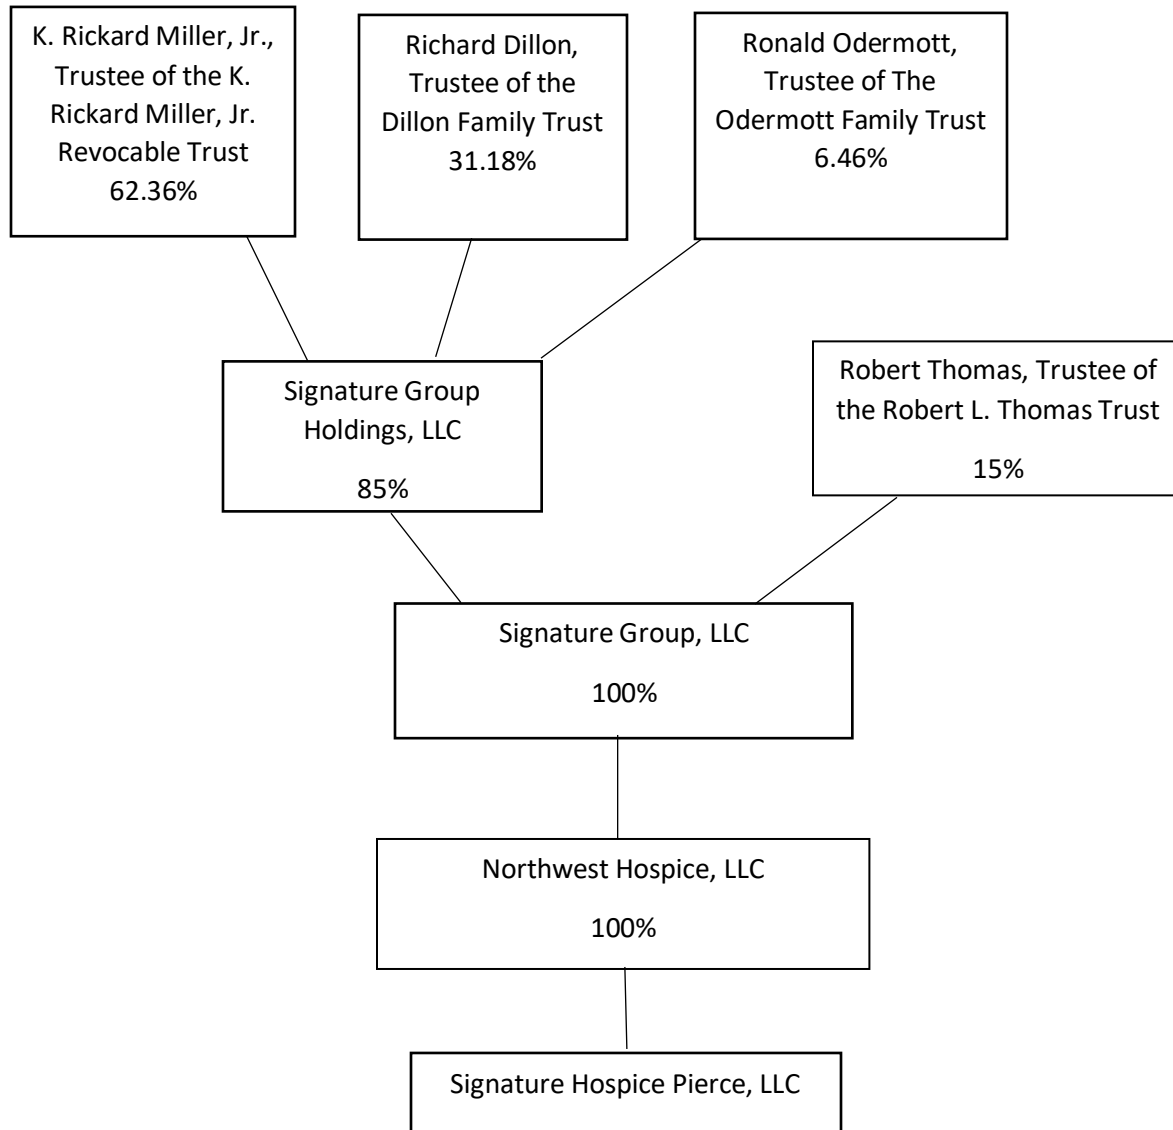 K. Rickard Miller, Jr.,
Trustee of the K.
Rickard Miller, Jr.
Revocable Trust
62.36%
Richard Dillon,
Trustee of the
Dillon Family Trust
31.18%
Ronald Odermott,
Trustee of The
Odermott Family Trust
6.46%
Signature Group
Holdings, LLC
85%
Robert Thomas, Trustee of
the Robert L. Thomas Trust
15%
Signature Group, LLC
100%
Northwest Hospice, LLC
100%
Signature Hospice Pierce, LLC